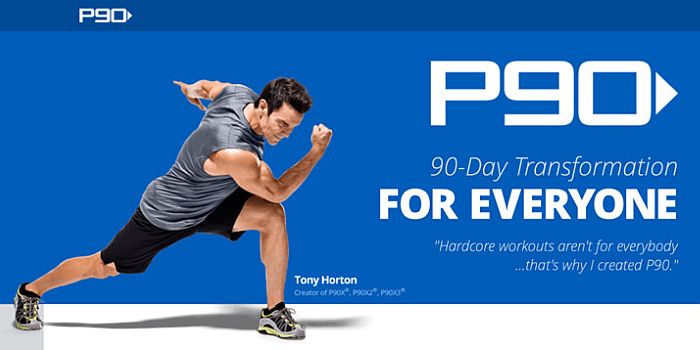 P90
P90
90-Day Transformation
FOR EVERYONE
"Hardcore workouts aren't for everybody
...that's why I created P90."
Tony Horton
Creator of P90X®, P90X2®, P90X3®